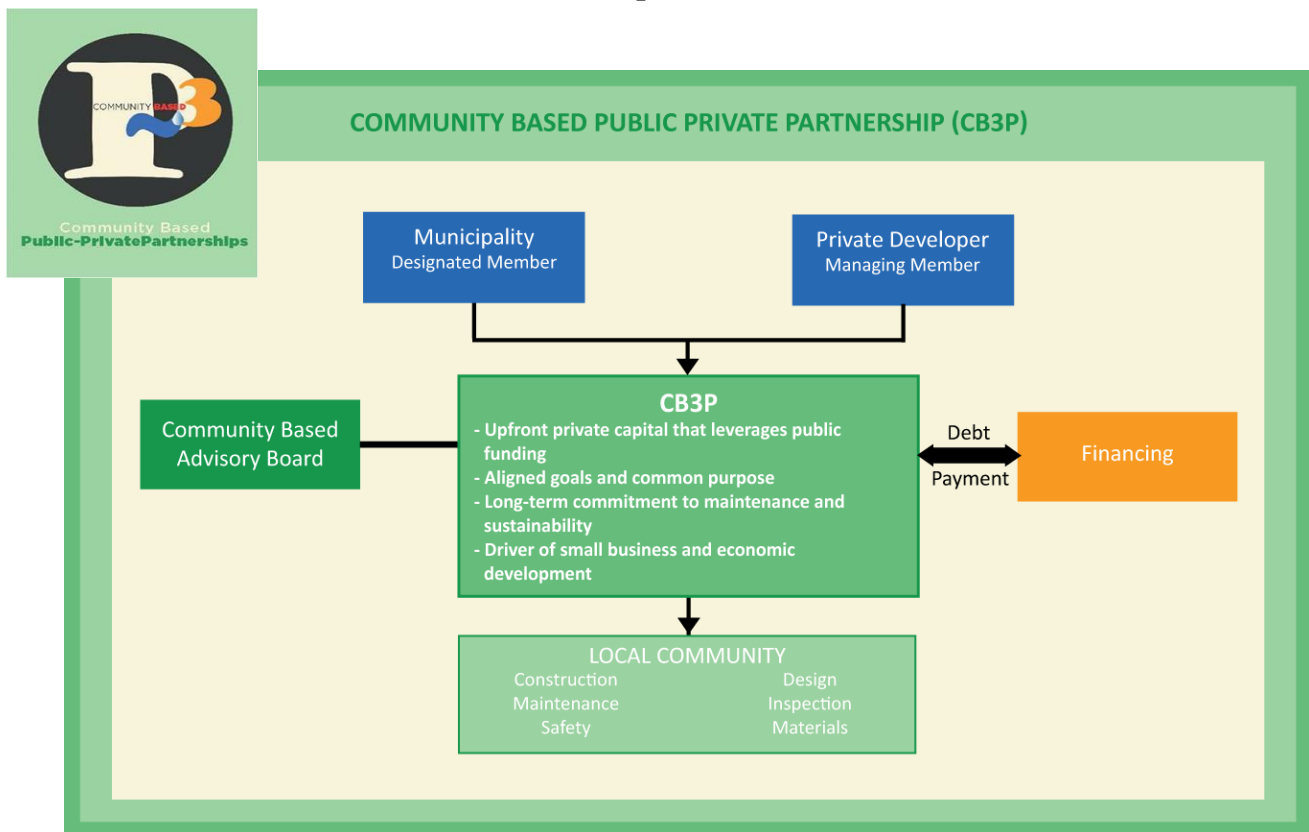 COMMUNITY BASED
P3
Community Based
Public-PrivatePartnerships
COMMUNITY BASED PUBLIC PRIVATE PARTNERSHIP (CB3P)
Municipality
Designated Member
Private Developer
Managing Member
Community Based
Advisory Board
CB3P
- Upfront private capital that leverages public
funding
- Aligned goals and common purpose
- Long-term commitment to maintenance and
sustainability
- Driver of small business and economic
development
Debt
Payment
Financing
LOCAL COMMUNITY
Construction
Maintenance
Safety
Design
Inspection
Materials